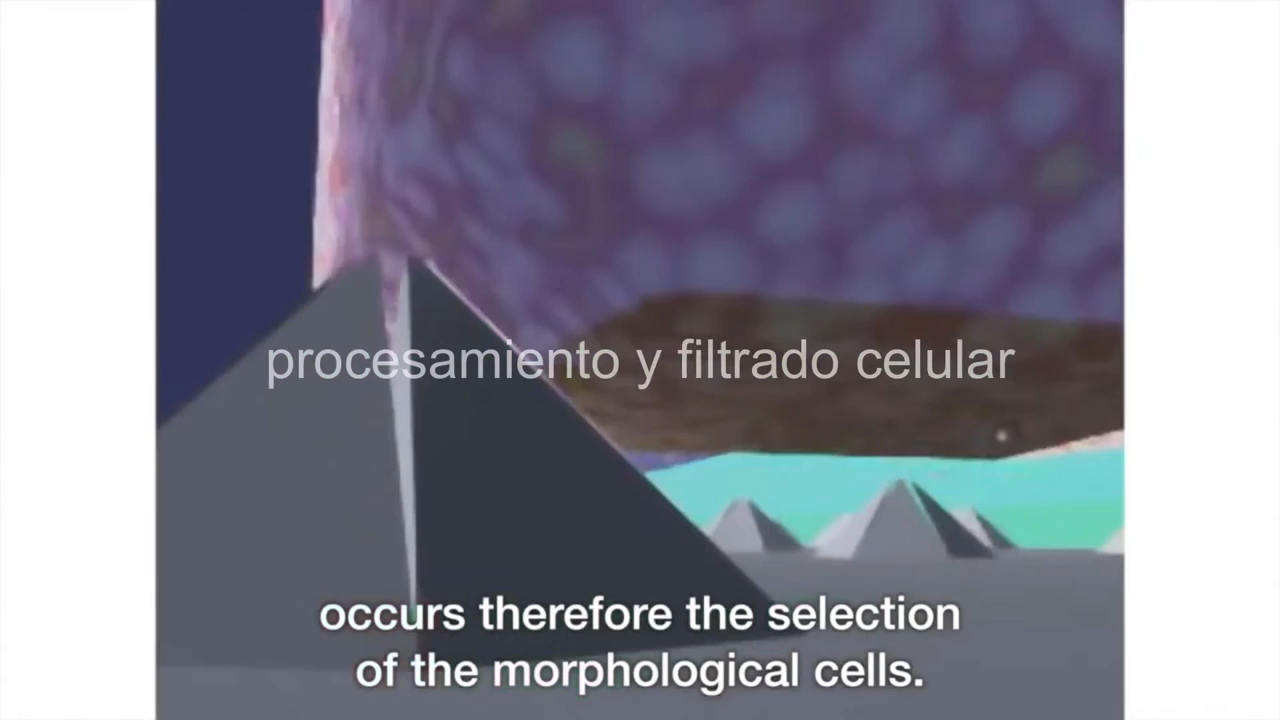 procesamiento y filtrado celular
occurs therefore the selection
of the morphological cells.